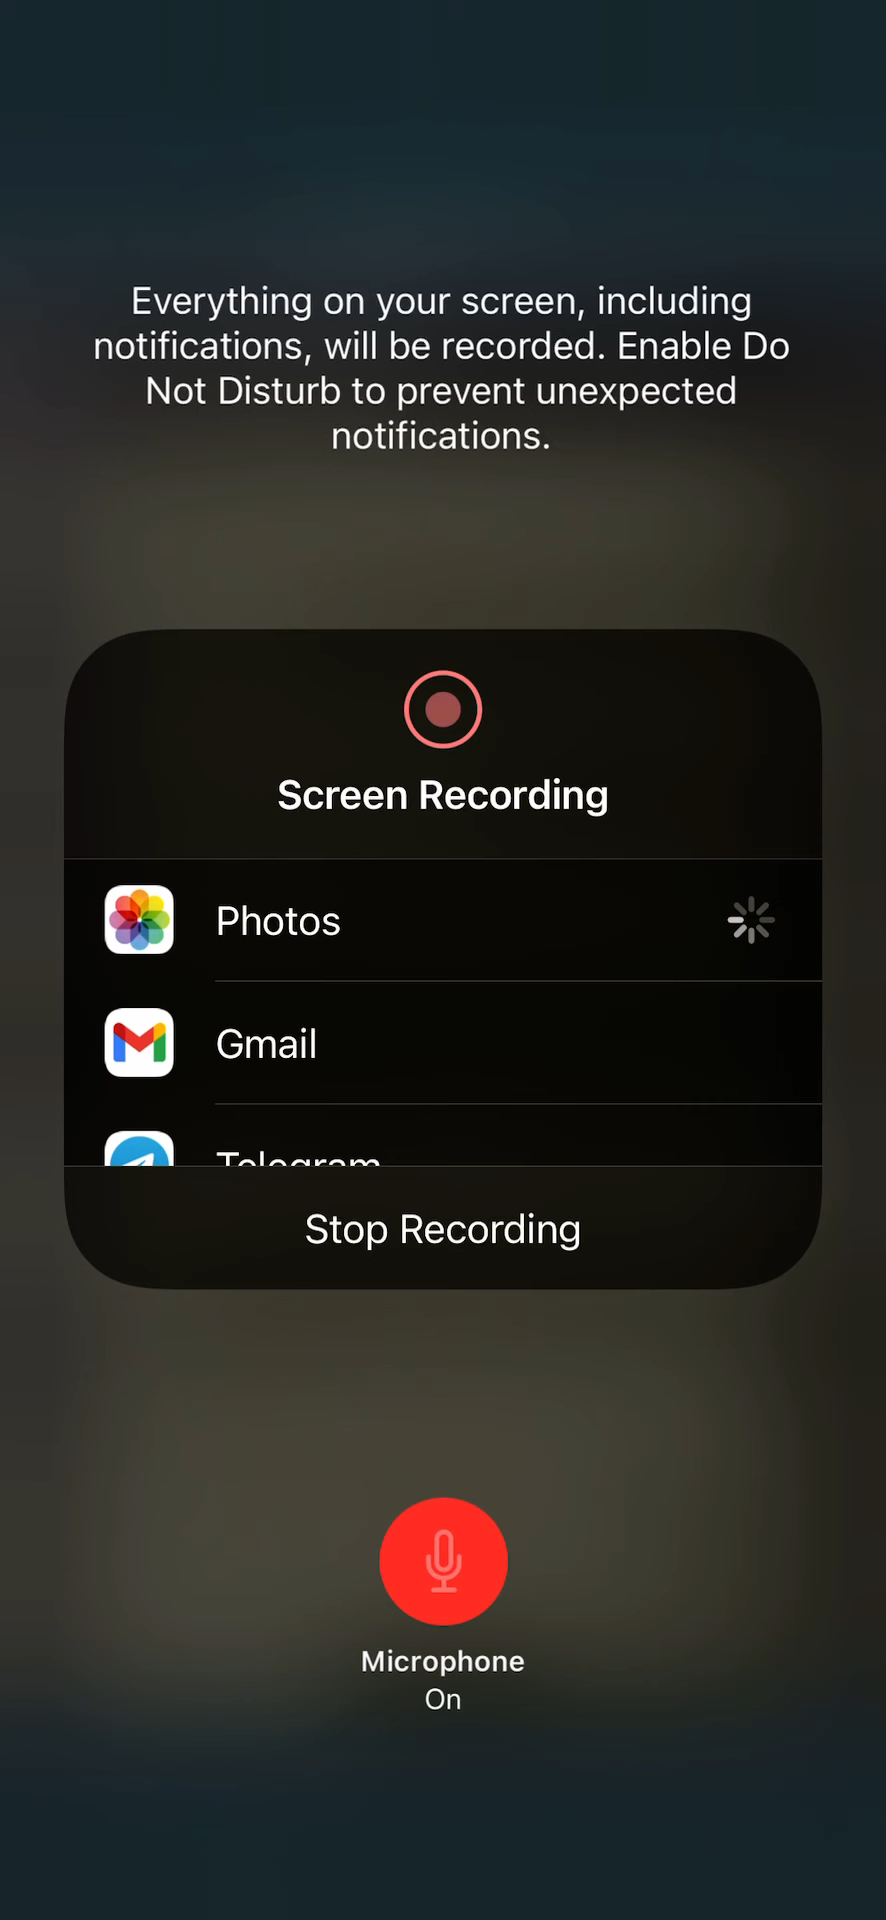 Everything on your screen, including
notifications, will be recorded. Enable Do
Not Disturb to prevent unexpected
notifications.
Screen Recording
Photos
Gmail
Telegram
Stop Recording
Microphone
On